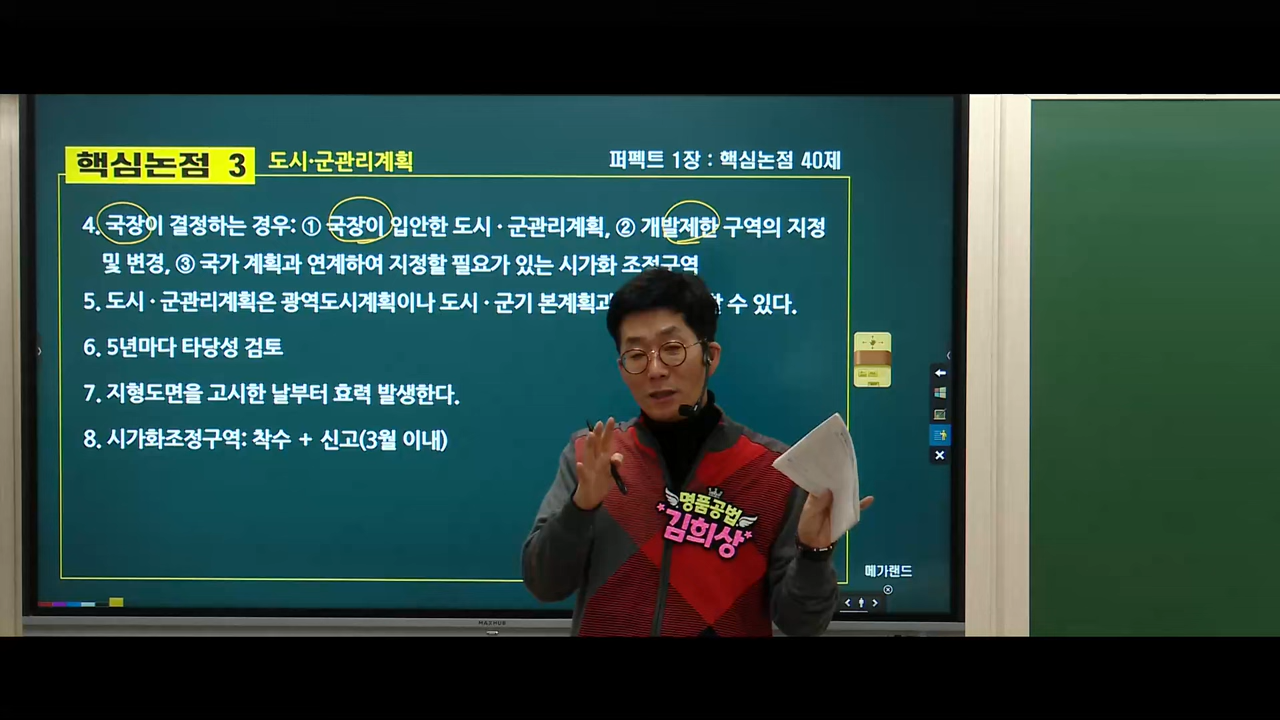 핵심논점 3 도시·군관리계획 퍼펙트 1장 : 핵심논점 40제
4. 국장이 결정하는 경우: ① 국장이 입안한 도시·군관리계획, ② 개발제한 구역의 지정
및 변경, ③ 국가 계획과 연계하여 지정할 필요가 있는 시가화 조정구역
5. 도시·군관리계획은 광역도시계획이나 도시·군기 본계획과 수 있다.
6. 5년마다 타당성 검토
7. 지형도면을 고시한 날부터 효력 발생한다.
8. 시가화조정구역: 착수 + 신고(3월 이내)
명품공법
김희상
메가랜드
MAXHUB